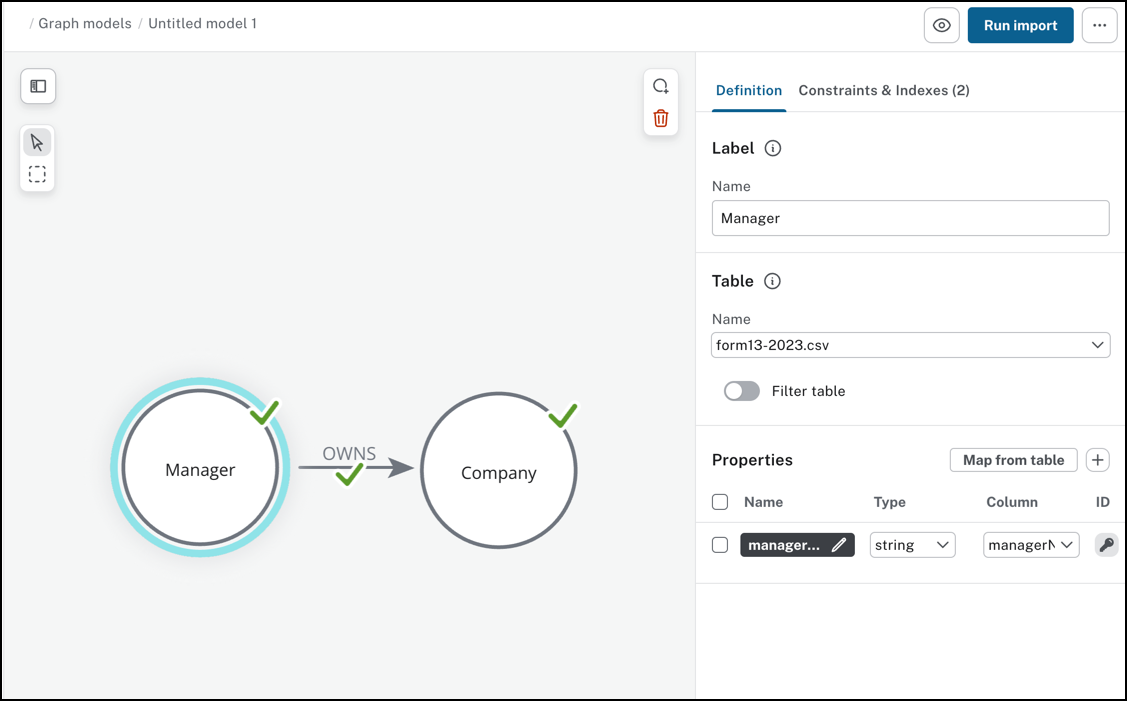 / Graph models / Untitled model 1
Run import
Definition
Constraints & Indexes (2)
Label
Name
Manager
Table
Name
form13-2023.csv
Filter table
Manager
OWNS
Company
Properties
Map from table
Name Type Column ID
manager... string